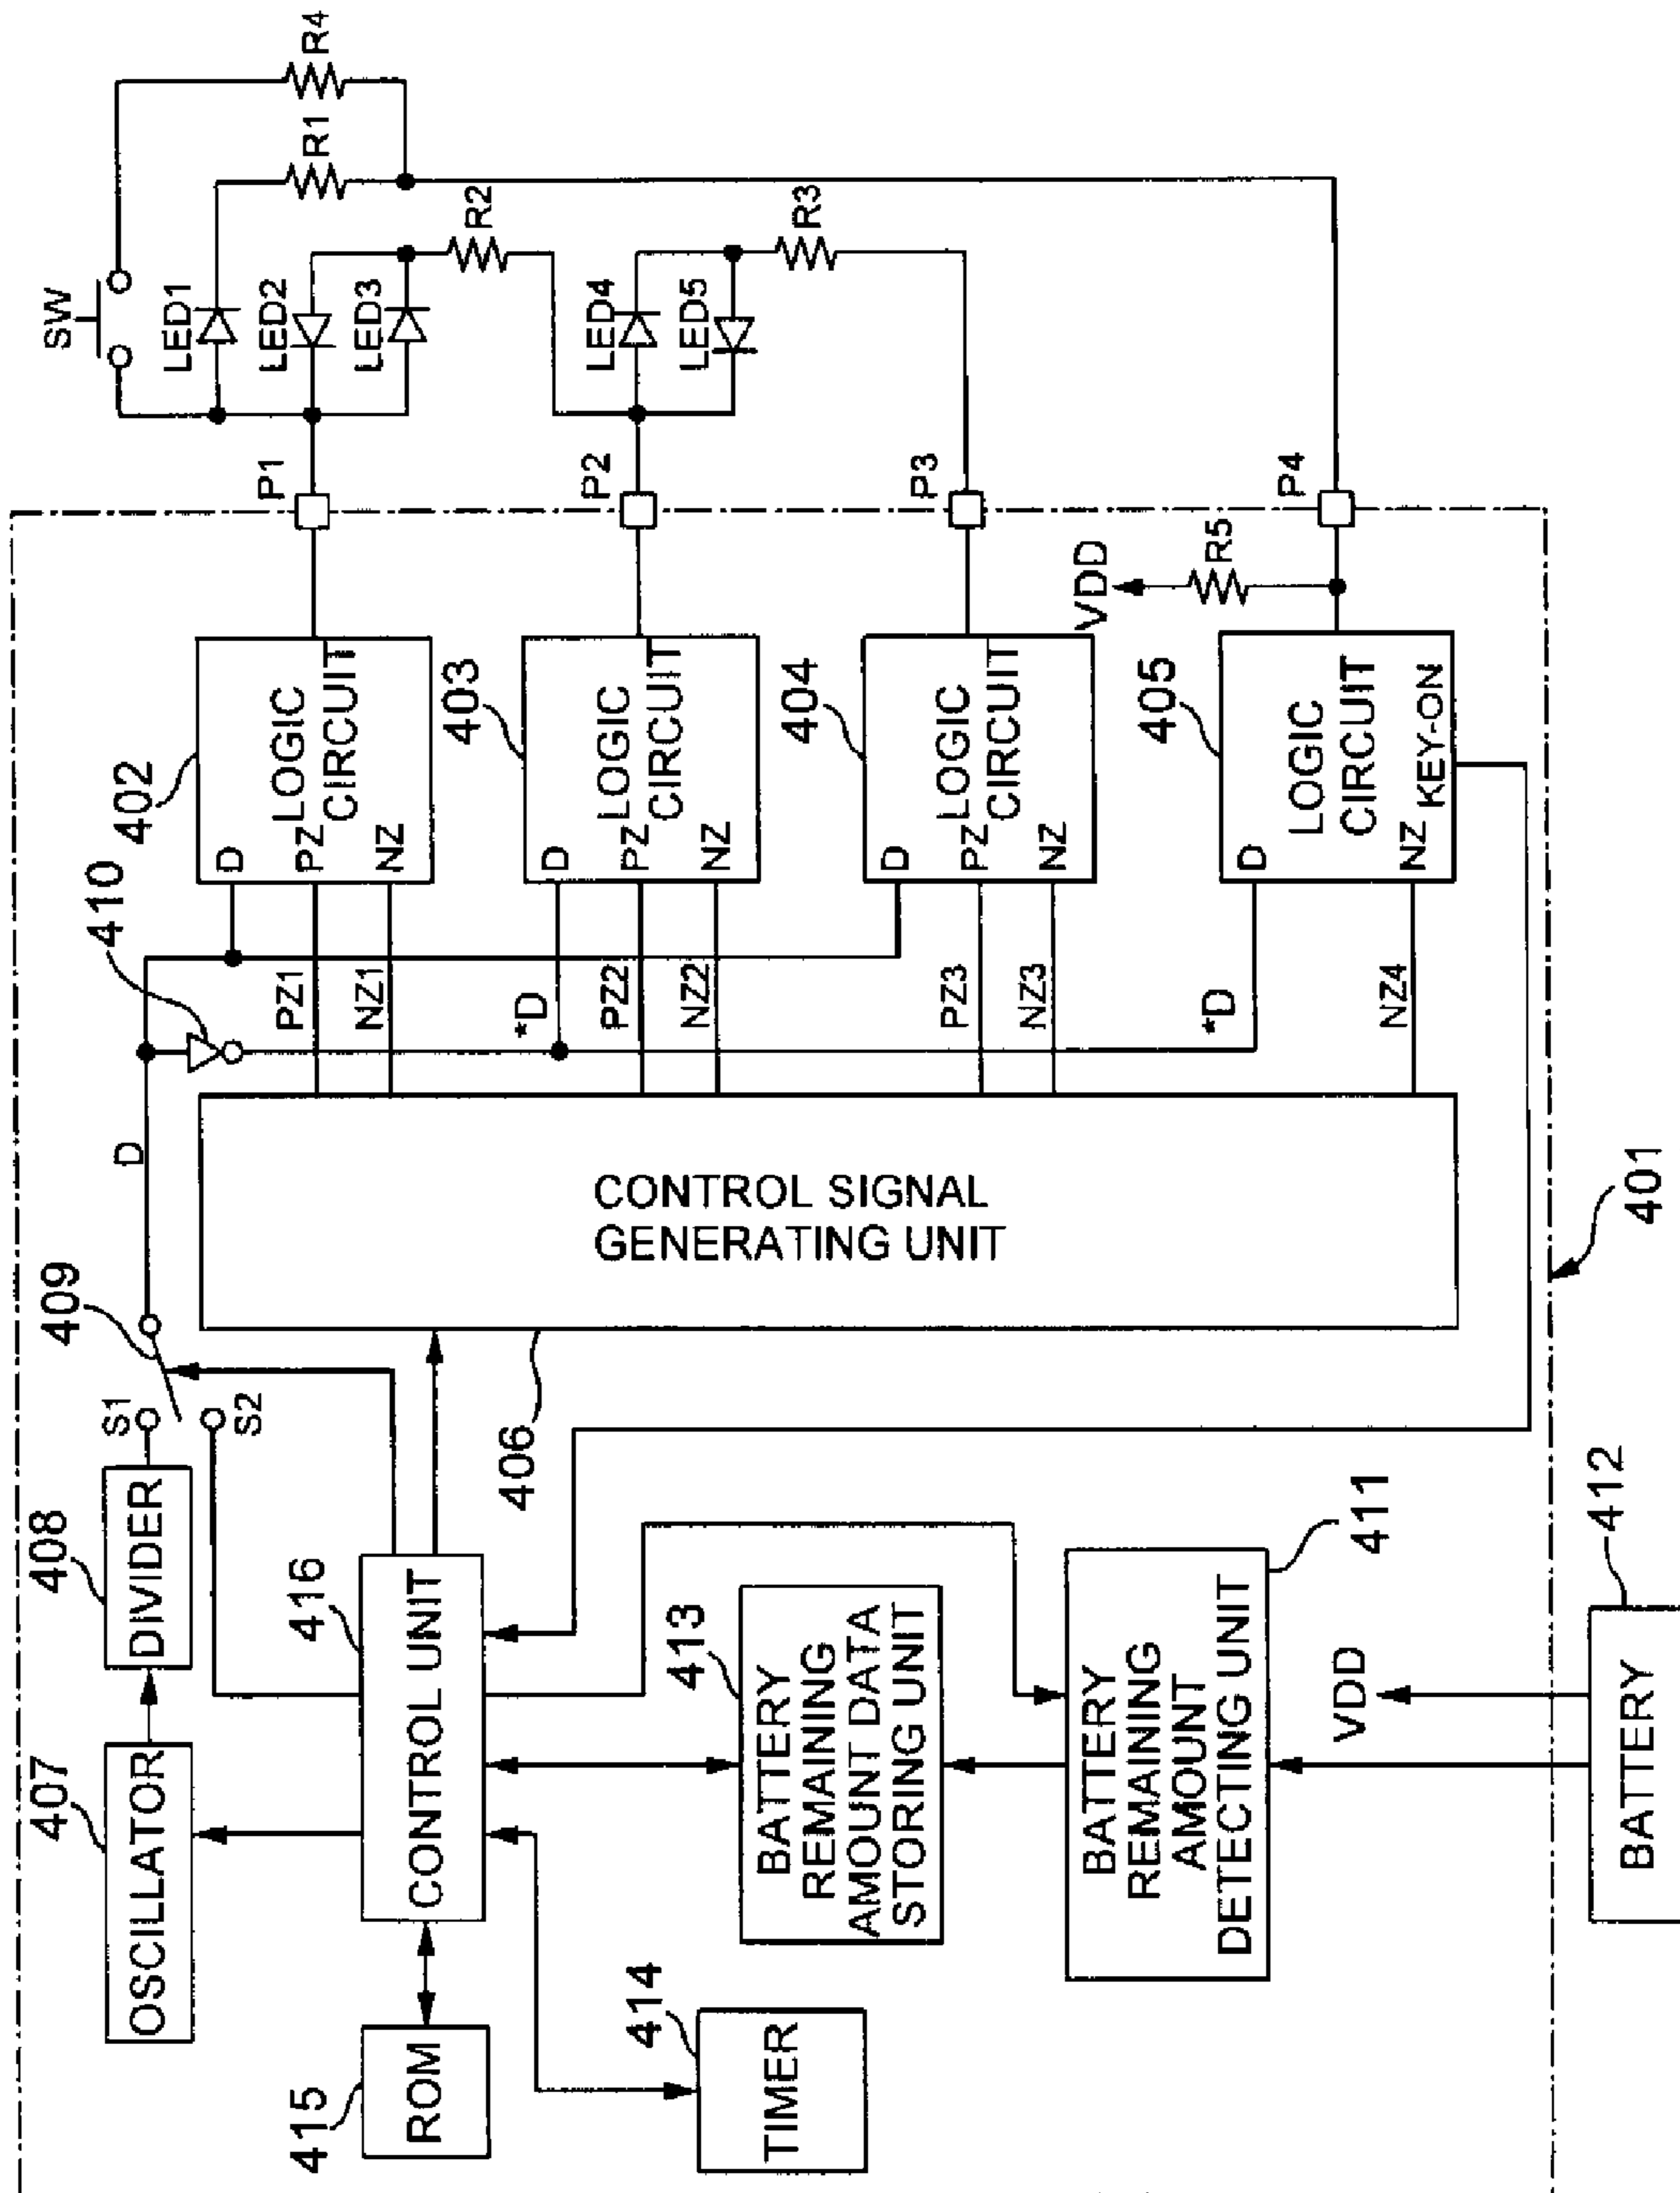 SW
R4
R1
LED1
LED2
LED3
R2
LED4
LED5
R3
P1
P2
P3
P4
VDD
R5
402
LOGIC
CIRCUIT
D
PZ
NZ
403
LOGIC
CIRCUIT
D
PZ
NZ
404
LOGIC
CIRCUIT
D
PZ
NZ
405
LOGIC
CIRCUIT
D
NZ
KEY-ON
410
PZ1
NZ1
*D
PZ2
NZ2
PZ3
NZ3
*D
NZ4
D
CONTROL SIGNAL
GENERATING UNIT
406
409
S1
S2
408
DIVIDER
407
OSCILLATOR
416
CONTROL UNIT
415
ROM
414
TIMER
413
BATTERY
REMAINING
AMOUNT DATA
STORING UNIT
411
BATTERY
REMAINING
AMOUNT
DETECTING UNIT
VDD
412
BATTERY
401